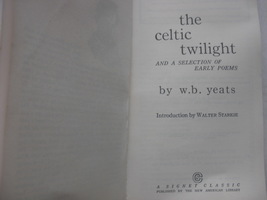 the
celtic
twilight
AND A SELECTION OF
EARLY POEMS
by w.b. yeats
Introduction by WALTER STARKIE
A SIGNET CLASSIC
PUBLISHED BY THE NEW AMERICAN LIBRARY